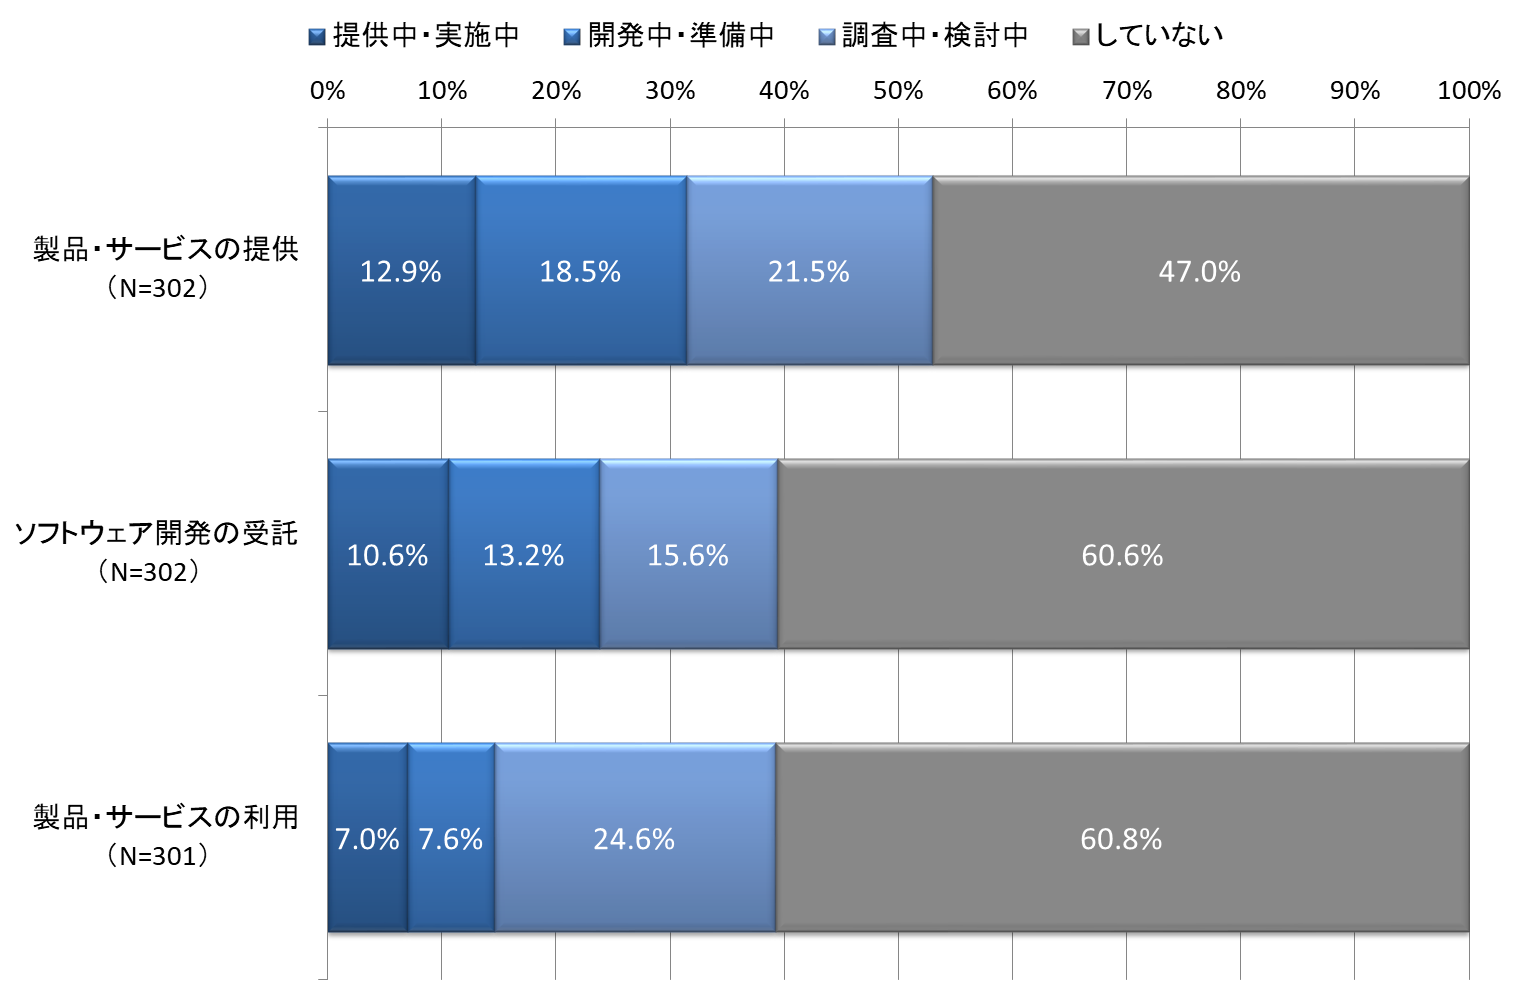 提供中・実施中 開発中・準備中 調査中・検討中 していない
0% 10% 20% 30% 40% 50% 60% 70% 80% 90% 100%
製品・サービスの提供
（N=302）
12.9% 18.5% 21.5% 47.0%
ソフトウェア開発の受託
（N=302）
10.6% 13.2% 15.6% 60.6%
製品・サービスの利用
（N=301）
7.0% 7.6% 24.6% 60.8%